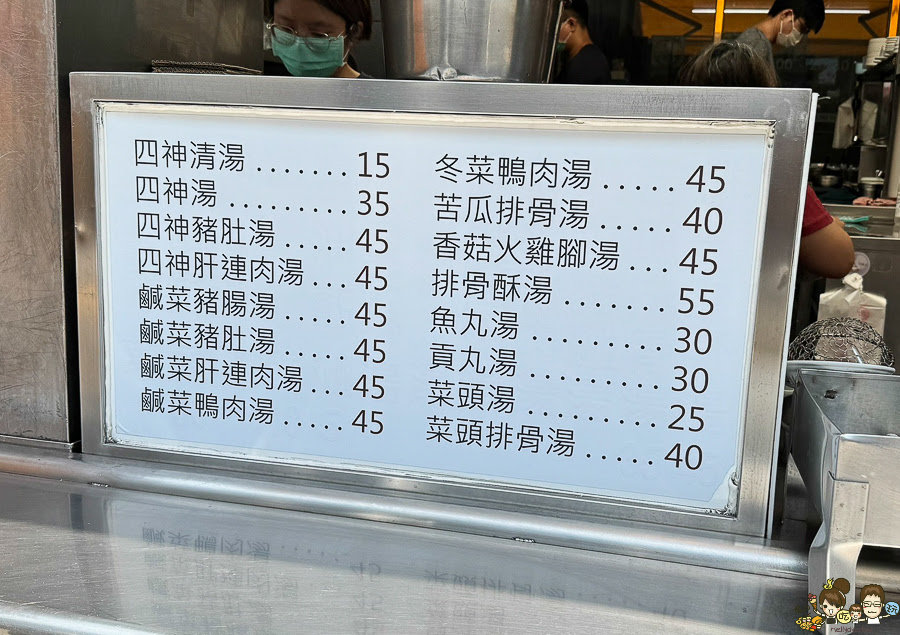 四神清湯 ....... 15
四神湯 ......... 35
四神豬肚湯 ..... 45
四神肝連肉湯 ... 45
鹹菜豬腸湯 ..... 45
鹹菜豬肚湯 ..... 45
鹹菜肝連肉湯 ... 45
鹹菜鴨肉湯 ..... 45
冬菜鴨肉湯 ..... 45
苦瓜排骨湯 ..... 40
香菇火雞腳湯 ... 45
排骨酥湯 ....... 55
魚丸湯 ......... 30
貢丸湯 ......... 30
菜頭湯 ......... 25
菜頭排骨湯 ..... 40